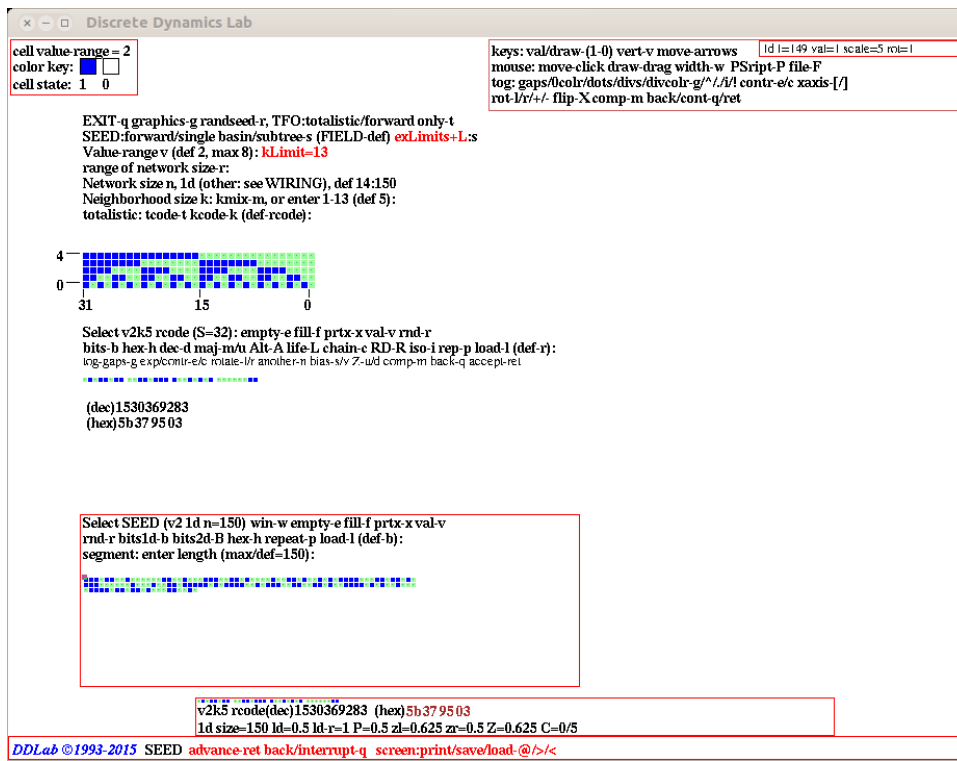 Discrete Dynamics Lab
cell value-range = 2
color key:
cell state: 1 0
keys: val/draw-(1-0) vert-v move-arrows
1d i=149 val=1 scale=5 rot=1
mouse: move-click draw-drag width-w PSript-P file-F
tog: gaps/0colr/dots/divs/divcolr-g/^/./i/! contr-e/c xaxis-[/]
rot-l/r/+/- flip-X comp-m back/cont-q/ret
EXIT-q graphics-g randseed-r, TFO:totalistic/forward only-t
SEED:forward/single basin/subtree-s (FIELD-def) exLimits+L:s
Value-range v (def 2, max 8): kLimit=13
range of network size-r:
Network size n, 1d (other: see WIRING), def 14:150
Neighborhood size k: kmix-m, or enter 1-13 (def 5):
totalistic: tcode-t kcode-k (def-rcode):
4
0
31 15 0
Select v2k5 rcode (S=32): empty-e fill-f prtx-x val-v rnd-r
bits-b hex-h dec-d maj-m/u Alt-A life-L chain-c RD-R iso-i rep-p load-l (def-r):
tog-gaps-g exp/contr-e/c rotate-l/r another-n bias-s/v Z-u/d comp-m back-q accept-ret
(dec)1530369283
(hex)5b379503
Select SEED (v2 1d n=150) win-w empty-e fill-f prtx-x val-v
rnd-r bits1d-b bits2d-B hex-h repeat-p load-l (def-b):
segment: enter length (max/def=150):
v2k5 rcode(dec)1530369283 (hex)5b379503
1d size=150 ld=0.5 ld-r=1 P=0.5 zl=0.625 zr=0.5 Z=0.625 C=0/5
DDLab ©1993-2015 SEED advance-ret back/interrupt-q screen:print/save/load-@/>/<